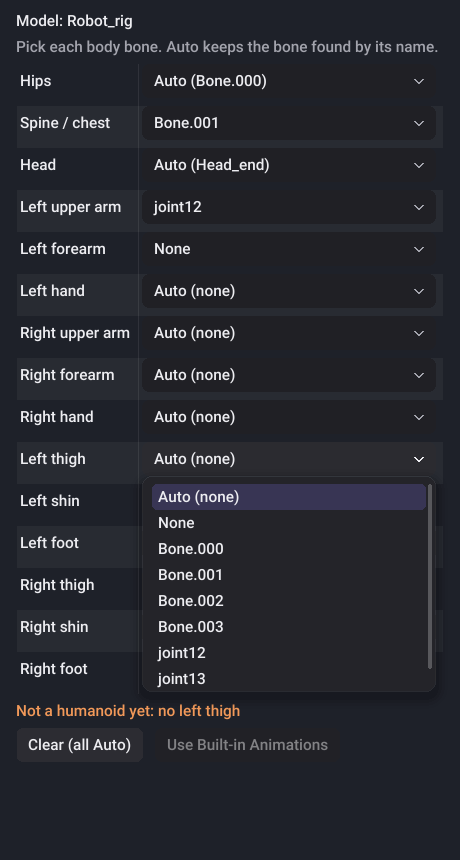 Model: Robot_rig
Pick each body bone. Auto keeps the bone found by its name.
Hips Auto (Bone.000)
Spine / chest Bone.001
Head Auto (Head_end)
Left upper arm joint12
Left forearm None
Left hand Auto (none)
Right upper arm Auto (none)
Right forearm Auto (none)
Right hand Auto (none)
Left thigh Auto (none)
Auto (none)
Left shin
None
Left foot
Bone.000
Bone.001
Right thigh
Bone.002
Right shin
Bone.003
joint12
Right foot
joint13
Not a humanoid yet: no left thigh
Clear (all Auto) Use Built-in Animations